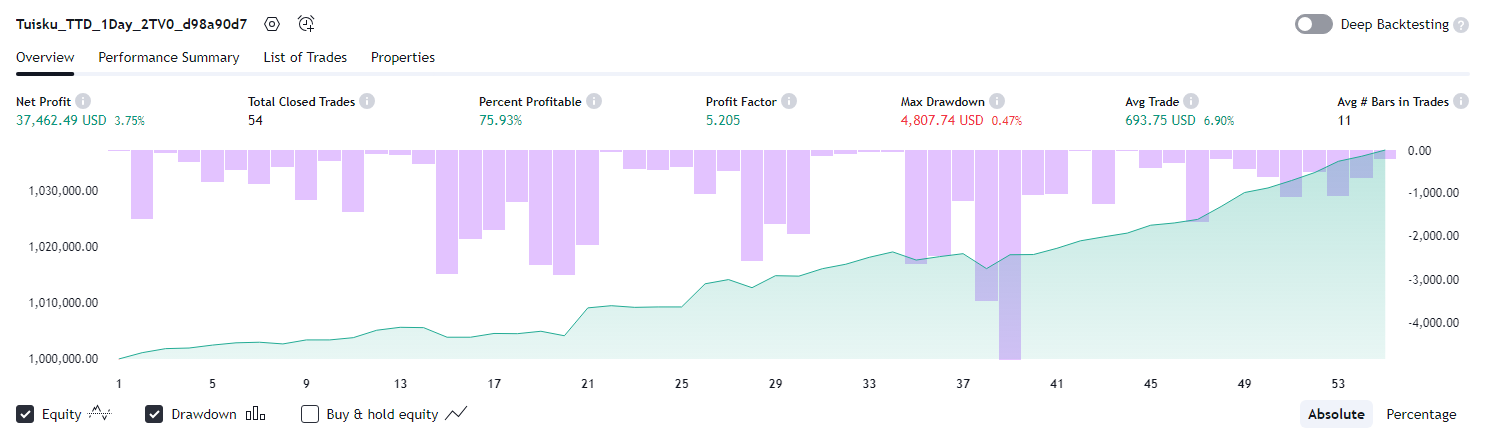 Tuisku_TTD_1Day_2TV0_d98a90d7 Deep Backtesting ?
Overview Performance Summary List of Trades Properties
Net Profit i Total Closed Trades i Percent Profitable i Profit Factor i Max Drawdown i Avg Trade i Avg # Bars in Trades i
37,462.49 USD 3.75% 54 75.93% 5.205 4,807.74 USD 0.47% 693.75 USD 6.90% 11
0.00
1,030,000.00 -1,000.00
1,020,000.00 -2,000.00
-3,000.00
1,010,000.00
-4,000.00
1,000,000.00
1 5 9 13 17 21 25 29 33 37 41 45 49 53
Equity Drawdown Buy & hold equity Absolute Percentage